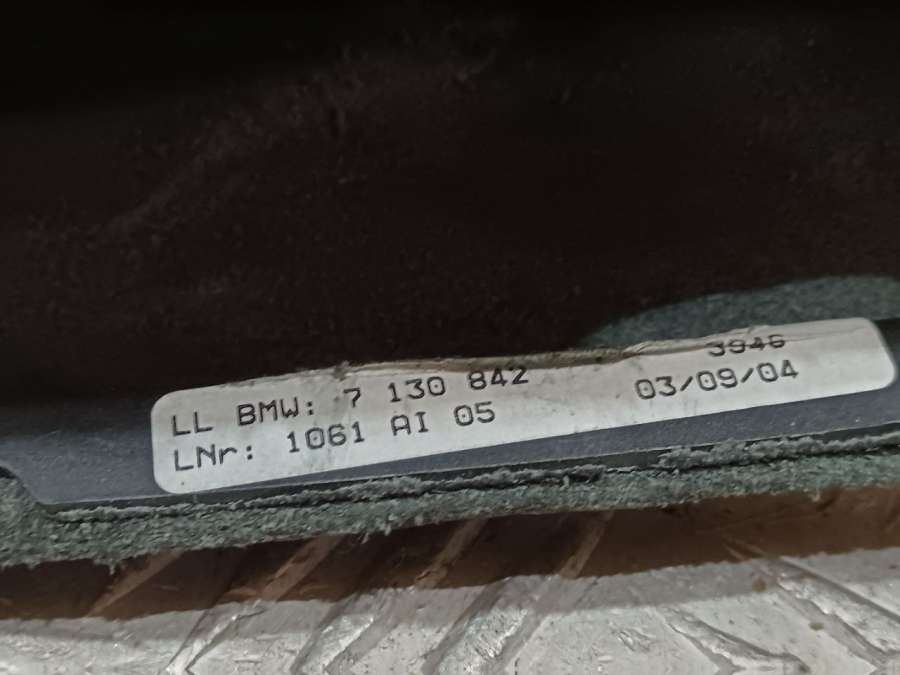 LL BMW: 7 130 842 3946
LNr: 1061 AI 05 03/09/04